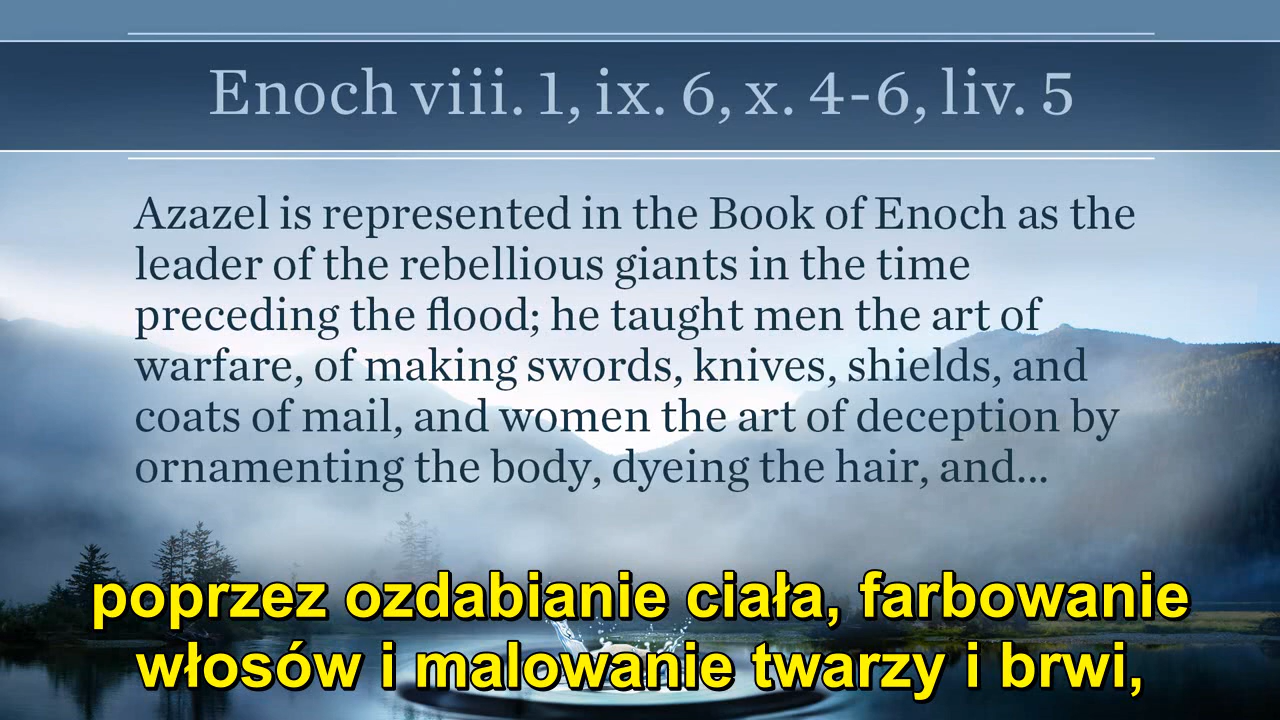 Enoch viii. 1, ix. 6, x. 4-6, liv. 5
Azazel is represented in the Book of Enoch as the
leader of the rebellious giants in the time
preceding the flood; he taught men the art of
warfare, of making swords, knives, shields, and
coats of mail, and women the art of deception by
ornamenting the body, dyeing the hair, and...
poprzez ozdabianie ciała, farbowanie
włosów i malowanie twarzy i brwi,